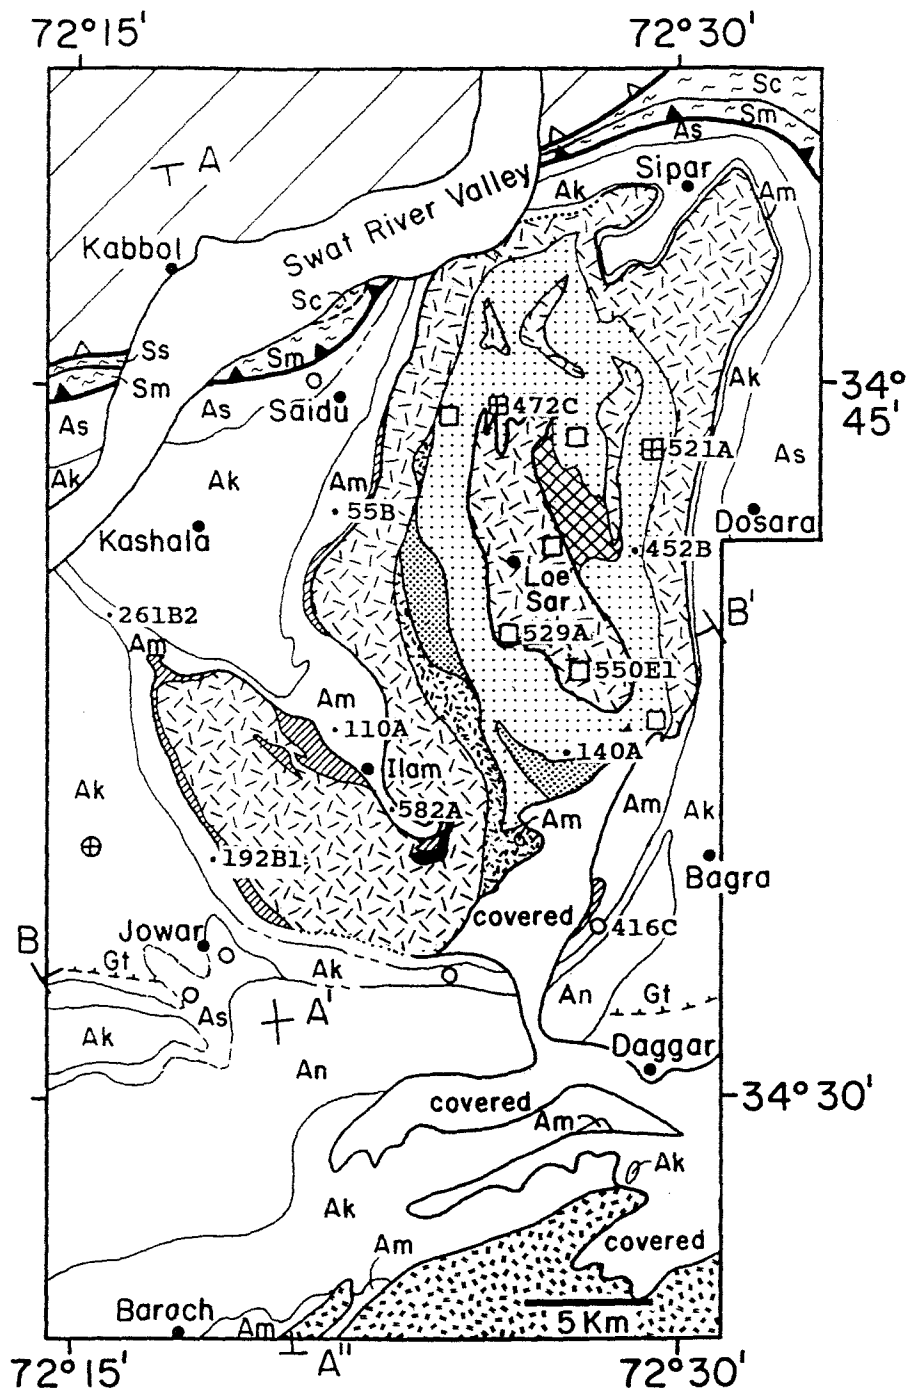 72°15'
72°30'
Sc
Sm
As
A
Sipar
Ak
Am
Swat River Valley
Kabbol
Sc
Ss
Sm
Sm
Ak
34°
45'
As
As
Saidu
472C
521A
As
Ak
Ak
Am
55B
Dosara
Kashala
452B
Loe
Sar
B'
261B2
529A
Am
550E1
Am
110A
140A
Ilam
Ak
582A
Am
Am
Ak
192B1
Bagra
covered
416C
B
Jowar
Gt
Ak
An
Gt
As
A'
Ak
Daggar
An
34°30'
covered
Am
Ak
Ak
Am
covered
Baroch
Am
5 Km
A"
72°15'
72°30'